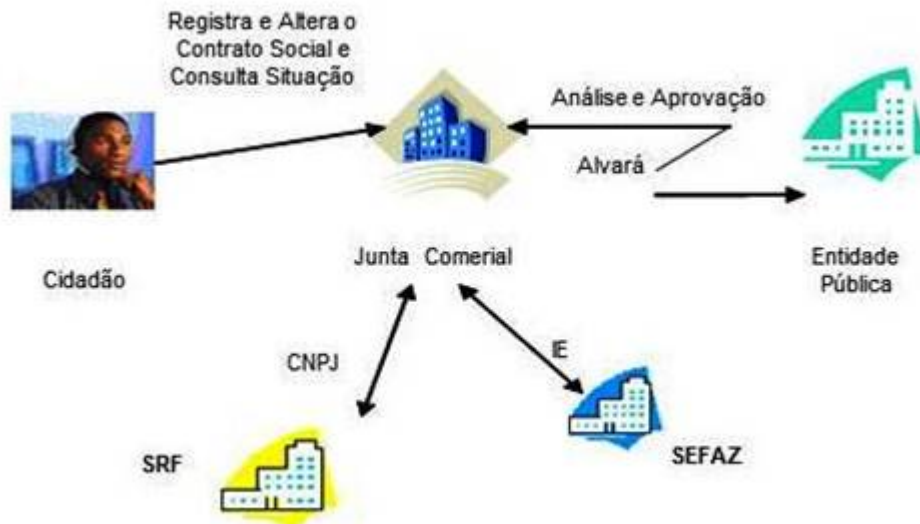 Registra e Altera o
Contrato Social e
Consulta Situação
Análise e Aprovação
Alvará
Cidadão
Junta Comerial
Entidade
Pública
CNPJ
IE
SRF
SEFAZ